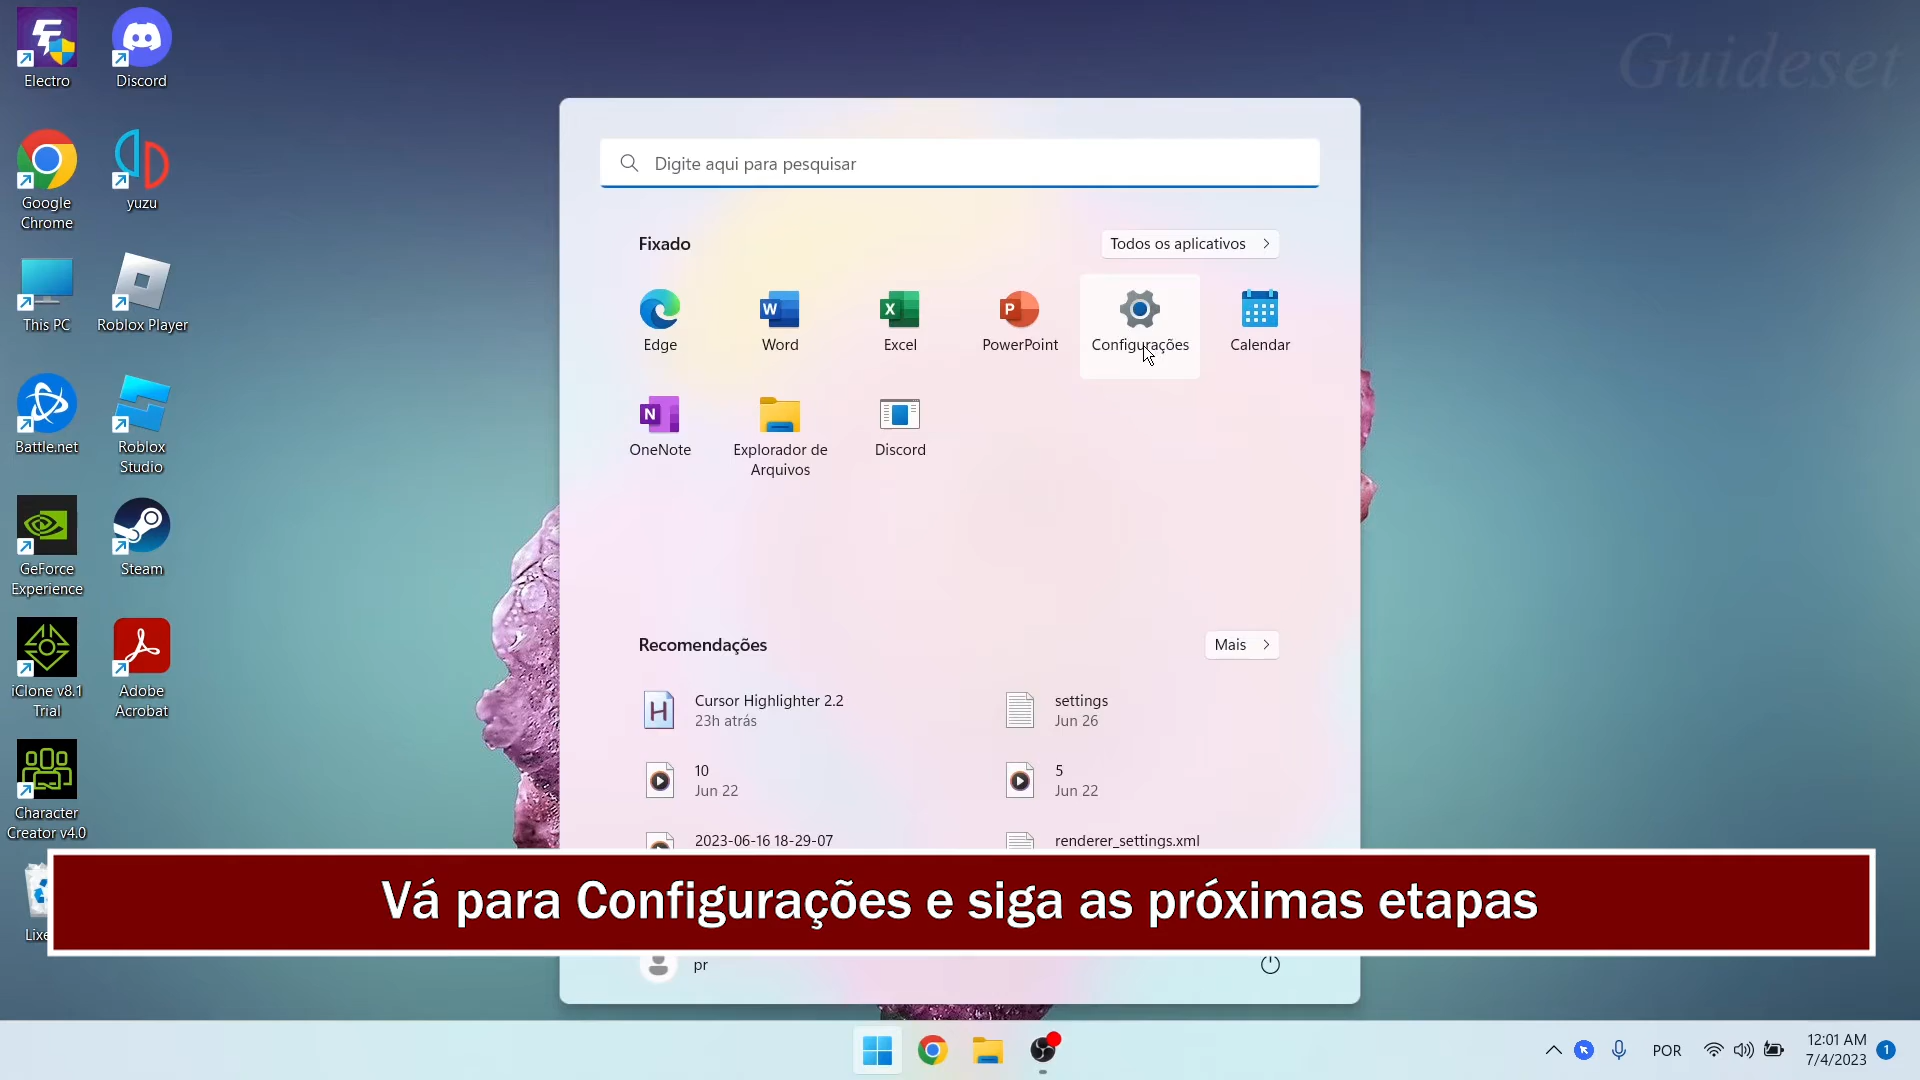 Guideset
Electro
Discord
Google
Chrome
yuzu
This PC
Roblox Player
Battle.net
Roblox
Studio
GeForce
Experience
Steam
iClone v8.1
Trial
Adobe
Acrobat
Character
Creator v4.0
Digite aqui para pesquisar
Fixado
Todos os aplicativos
Edge
Word
Excel
PowerPoint
Configurações
Calendar
OneNote
Explorador de
Arquivos
Discord
Recomendações
Mais
Cursor Highlighter 2.2
23h atrás
settings
Jun 26
10
Jun 22
5
Jun 22
2023-06-16 18-29-07
renderer_settings.xml
Vá para Configurações e siga as próximas etapas
pr
POR
12:01 AM
7/4/2023
1